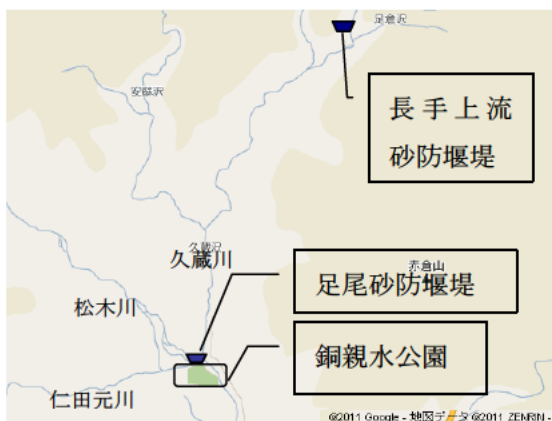 足倉沢
安蘇沢
長手上流
砂防堰堤
久蔵沢
久蔵川
赤倉山
足尾砂防堰堤
松木川
銅親水公園
仁田元川
©2011 Google - 地図データ ©2011 ZENRIN -